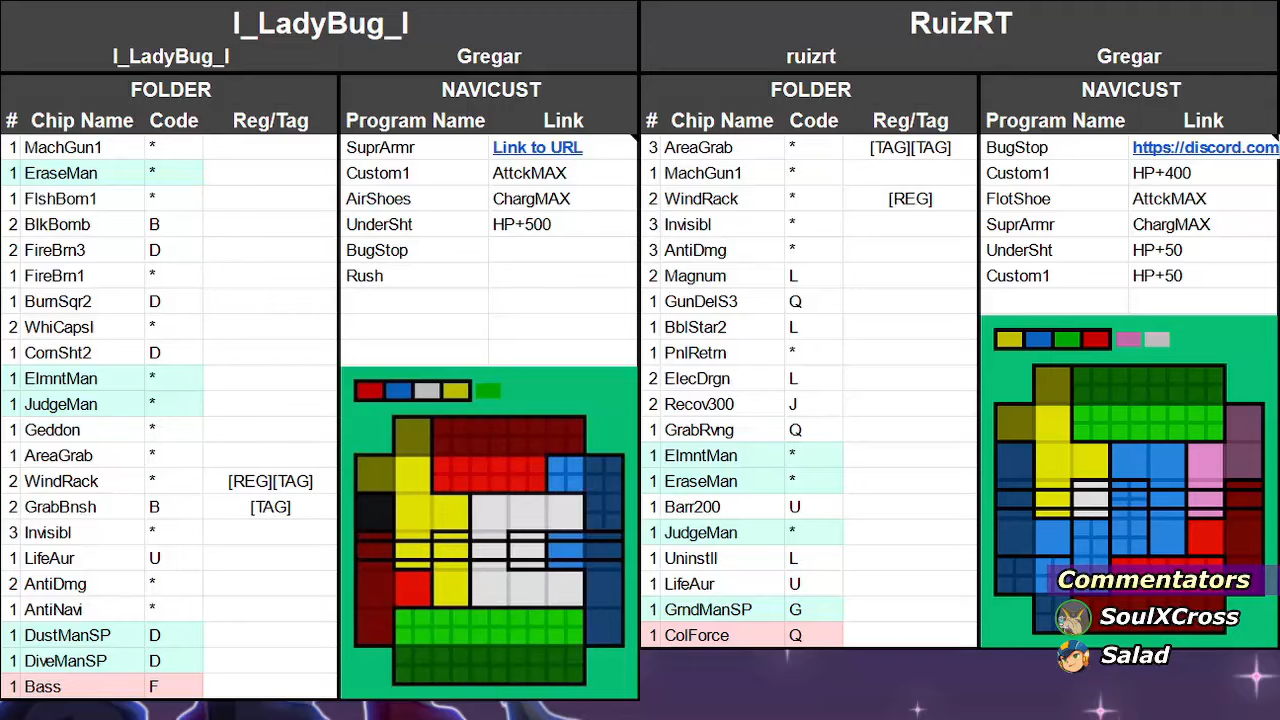 I_LadyBug_I
I_LadyBug_I Gregar
FOLDER NAVICUST
# Chip Name Code Reg/Tag Program Name Link
1 MachGun1 * SuprArmr Link to URL
1 EraseMan * Custom1 AttckMAX
1 FlshBom1 * AirShoes ChargMAX
2 BlkBomb B UnderSht HP+500
2 FireBrn3 D BugStop
1 FireBrn1 * Rush
1 BurnSqr2 D
2 WhiCapsl *
1 CornSht2 D
1 ElmntMan *
1 JudgeMan *
1 Geddon *
1 AreaGrab *
2 WindRack * [REG][TAG]
2 GrabBnsh B [TAG]
3 Invisibl *
1 LifeAur U
2 AntiDmg *
1 AntiNavi *
1 DustManSP D
1 DiveManSP D
1 Bass F
RuizRT
ruizrt Gregar
FOLDER NAVICUST
# Chip Name Code Reg/Tag Program Name Link
3 AreaGrab * [TAG][TAG] BugStop https://discord.com
1 MachGun1 * Custom1 HP+400
2 WindRack * [REG] FlotShoe AttckMAX
3 Invisibl * SuprArmr ChargMAX
3 AntiDmg * UnderSht HP+50
2 Magnum L Custom1 HP+50
1 GunDelS3 Q
1 BblStar2 L
1 PnlRetrn *
2 ElecDrgn L
2 Recov300 J
1 GrabRvng Q
1 ElmntMan *
1 EraseMan *
1 Barr200 U
1 JudgeMan *
1 Uninstll L
1 LifeAur U
1 GrndManSP G
1 ColForce Q
Commentators
SoulXCross
Salad